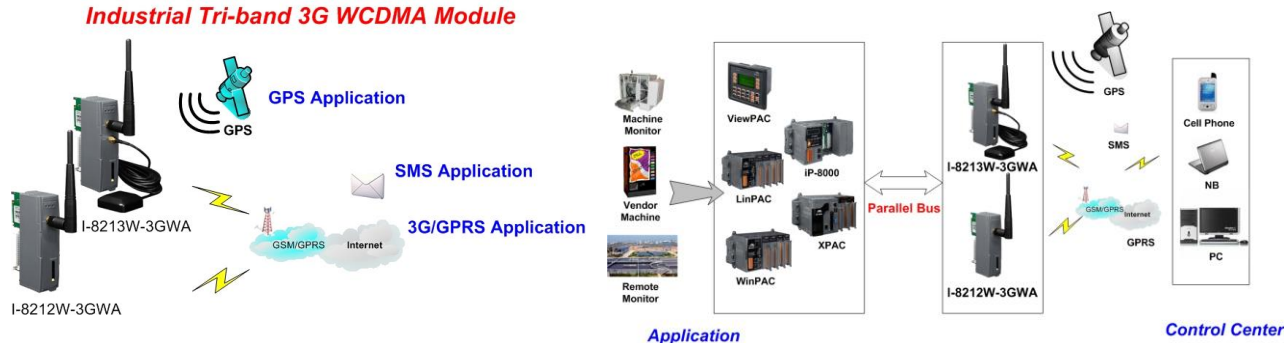 Industrial Tri-band 3G WCDMA Module
GPS
GPS Application
I-8213W-3GWA
SMS Application
GSM/GPRS
Internet
3G/GPRS Application
I-8212W-3GWA
Machine
Monitor
Vendor
Machine
Remote
Monitor
Application
ViewPAC
iP-8000
LinPAC
XPAC
WinPAC
Parallel Bus
I-8213W-3GWA
I-8212W-3GWA
GPS
SMS
GSM/GPRS
Internet
GPRS
Cell Phone
NB
PC
Control Center